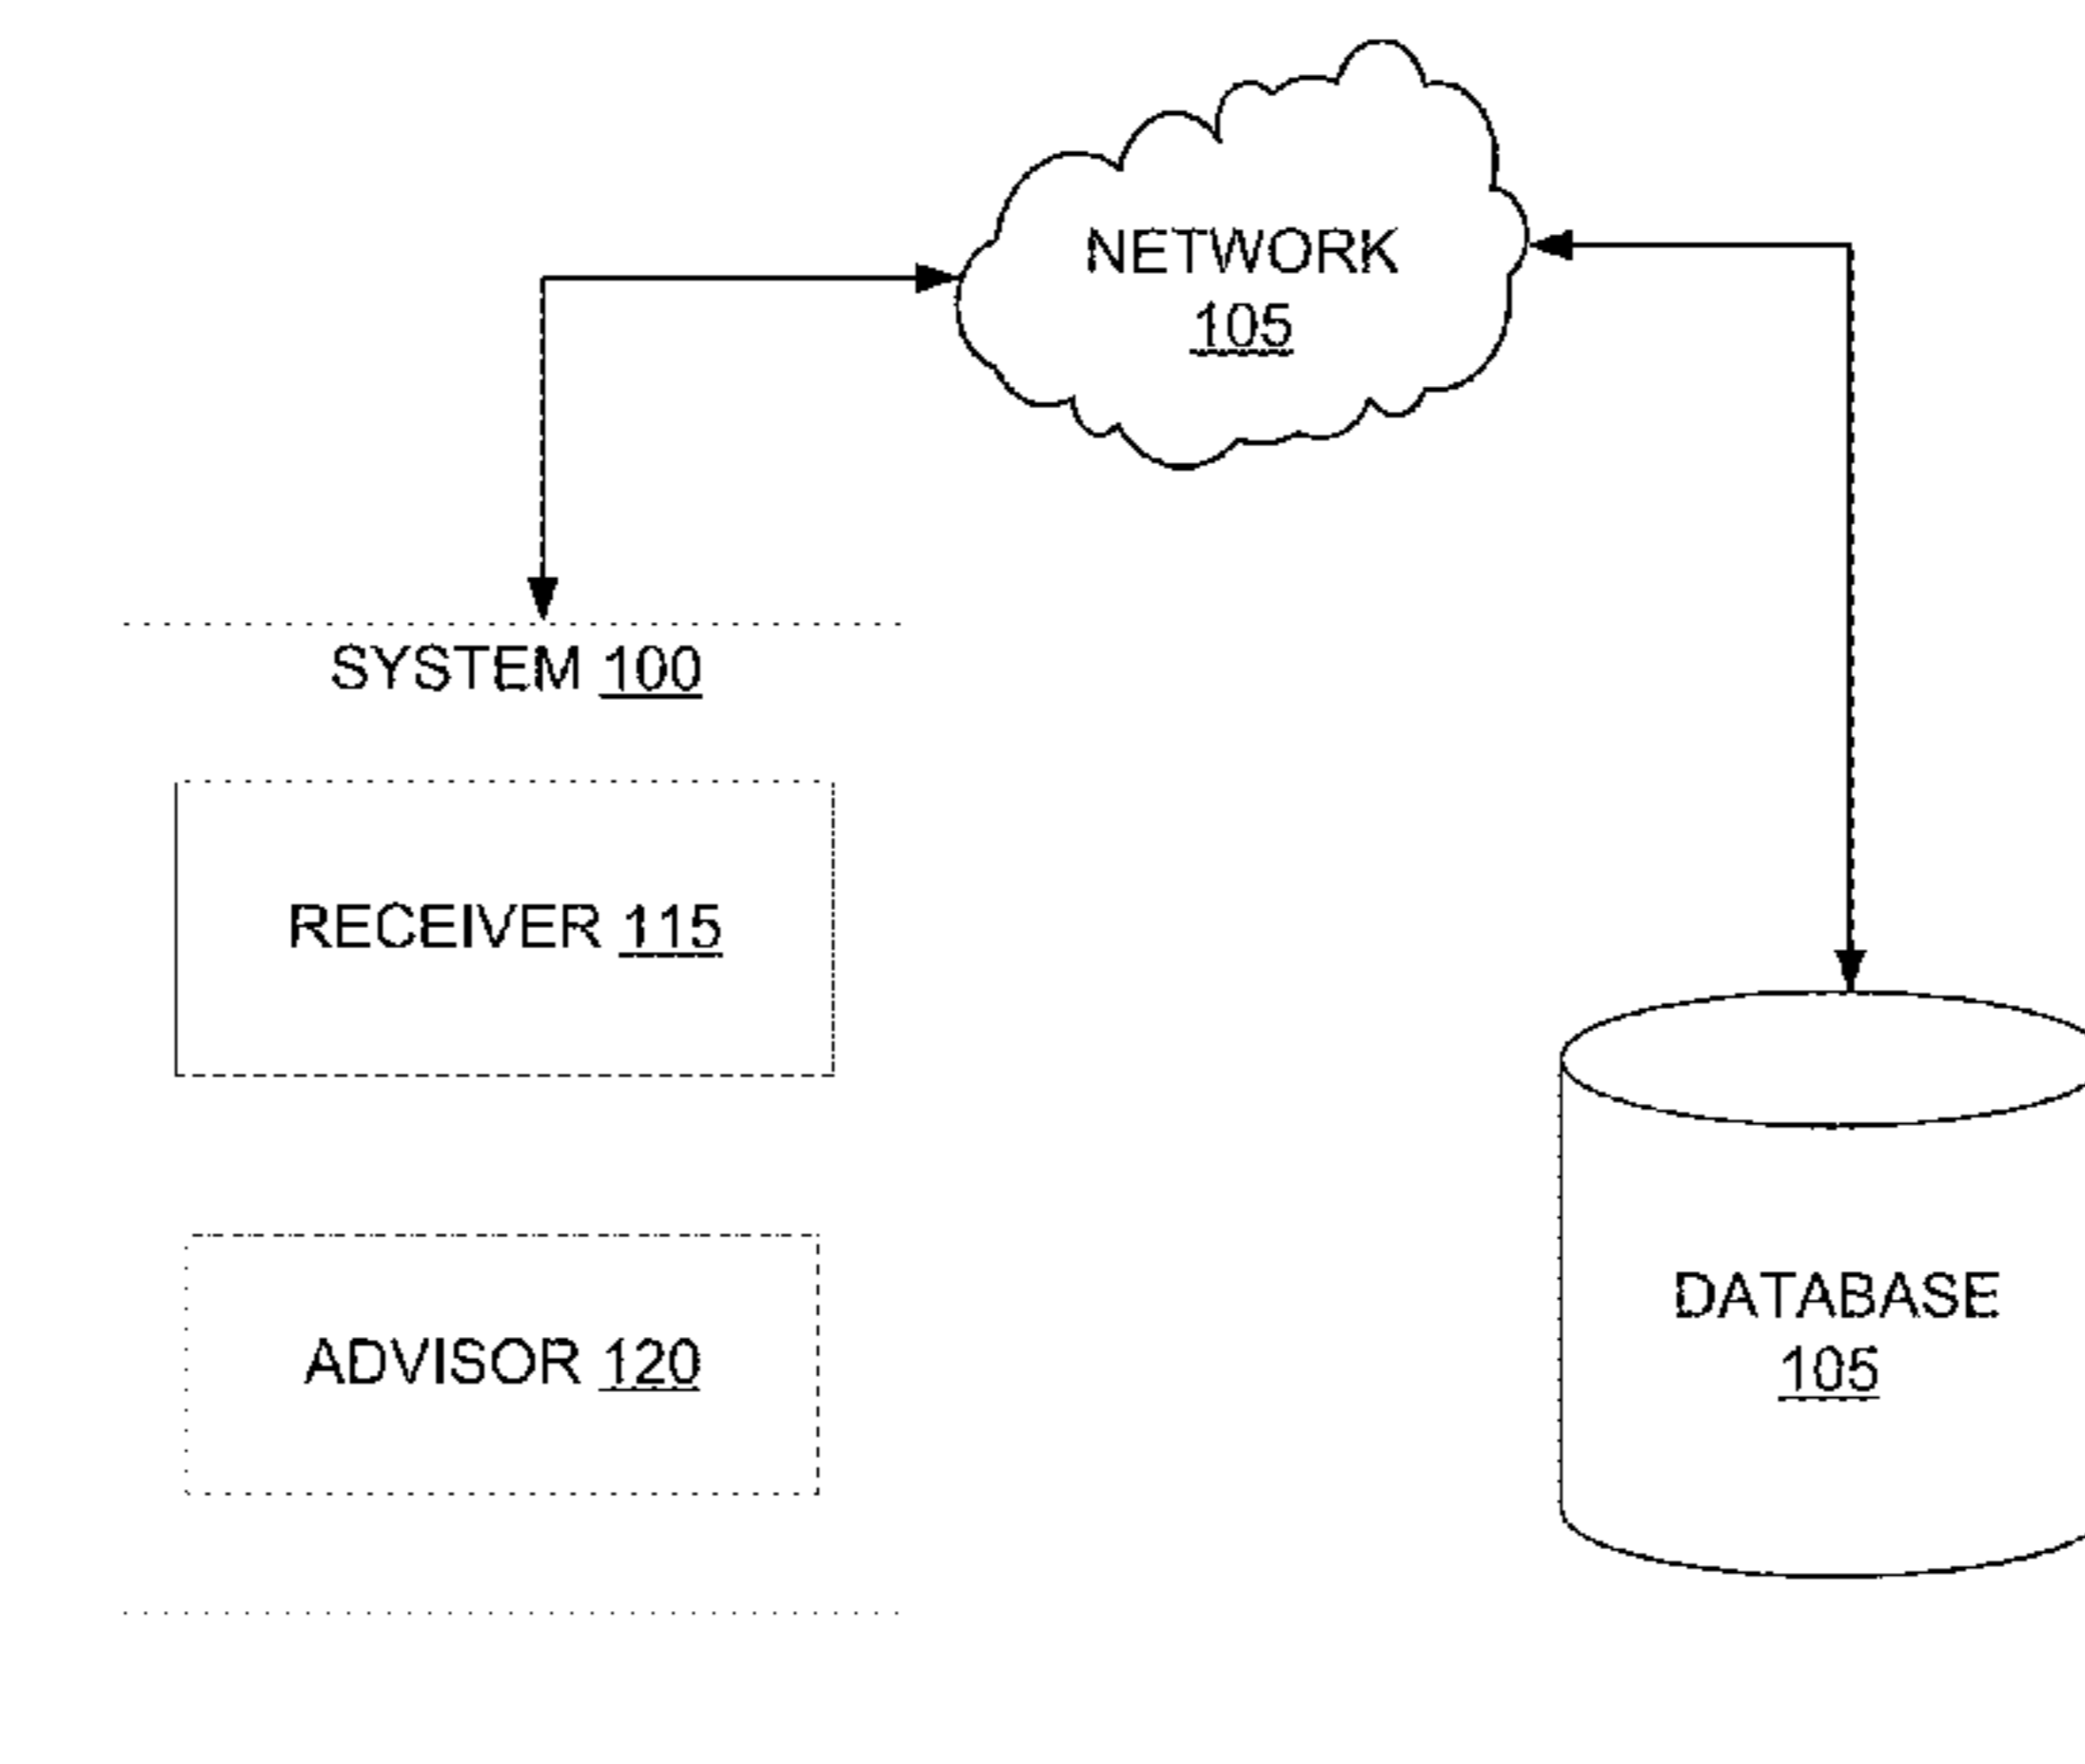 NETWORK
105
SYSTEM 100
RECEIVER 115
ADVISOR 120
DATABASE
105